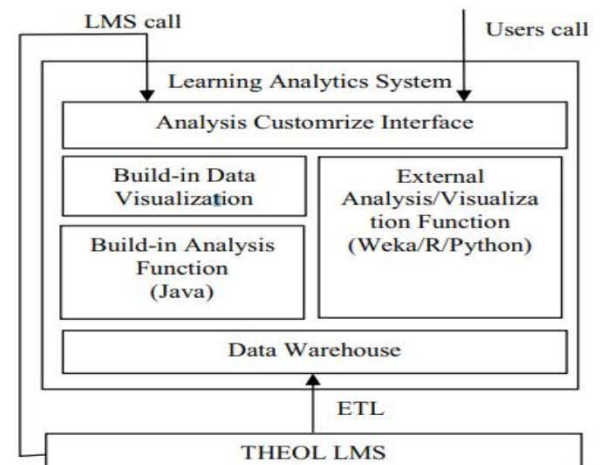 LMS call
Users call
Learning Analytics System
Analysis Customrize Interface
Build-in Data
Visualization
External
Analysis/Visualiza
tion Function
(Weka/R/Python)
Build-in Analysis
Function
(Java)
Data Warehouse
ETL
THEOL LMS